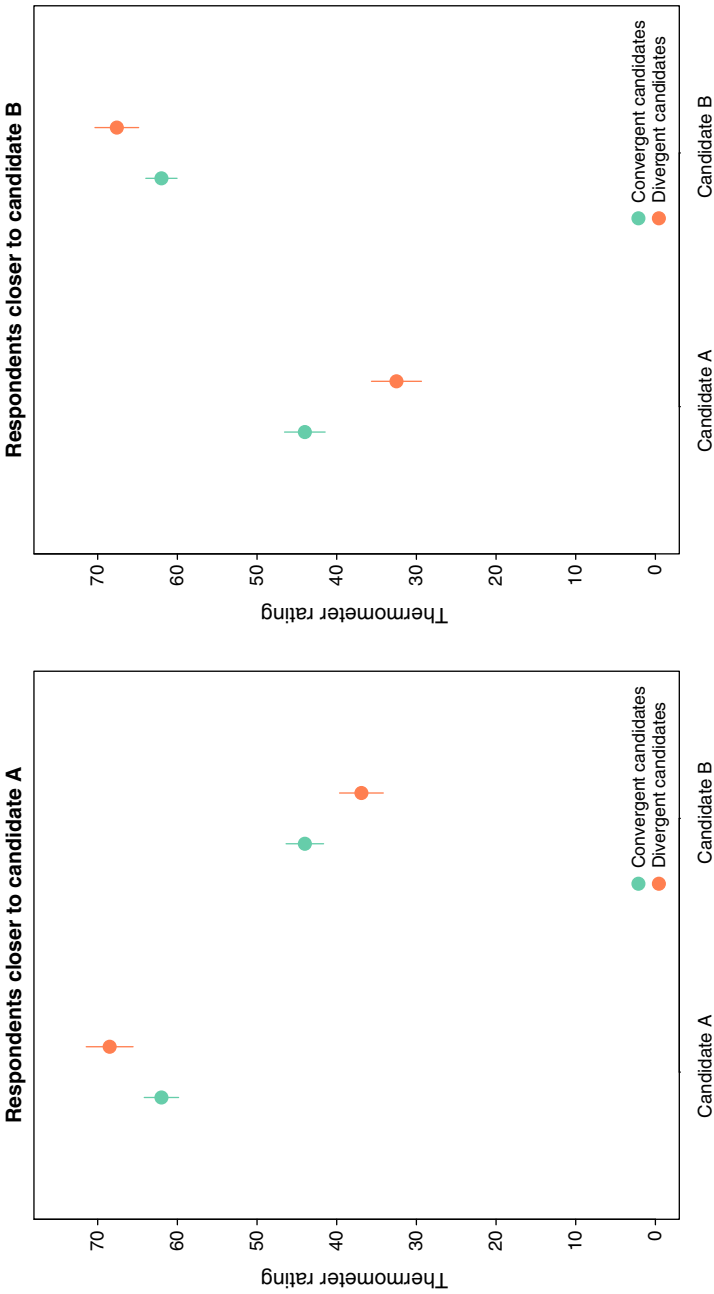 Respondents closer to candidate A
Thermometer rating
70
60
50
40
30
20
10
0
Convergent candidates
Divergent candidates
Candidate A
Candidate B
Respondents closer to candidate B
Thermometer rating
70
60
50
40
30
20
10
0
Convergent candidates
Divergent candidates
Candidate A
Candidate B